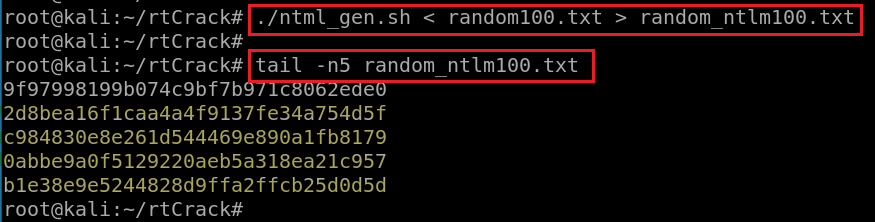 root@kali:~/rtCrack# ./ntml_gen.sh < random100.txt > random_ntlm100.txt
root@kali:~/rtCrack#
root@kali:~/rtCrack# tail -n5 random_ntlm100.txt
9f97998199b074c9bf7b971c8062ede0
2d8bea16f1caa4a4f9137fe34a754d5f
c984830e8e261d544469e890a1fb8179
0abbe9a0f5129220aeb5a318ea21c957
b1e38e9e5244828d9ffa2ffcb25d0d5d
root@kali:~/rtCrack#